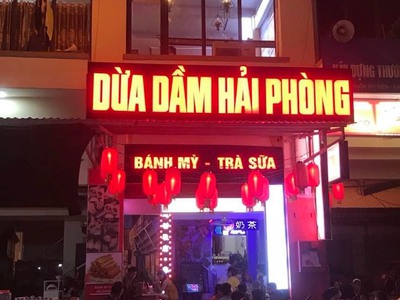 DỪA DẦM HẢI PHÒNG
BÁNH MỲ - TRÀ SỮA
奶茶